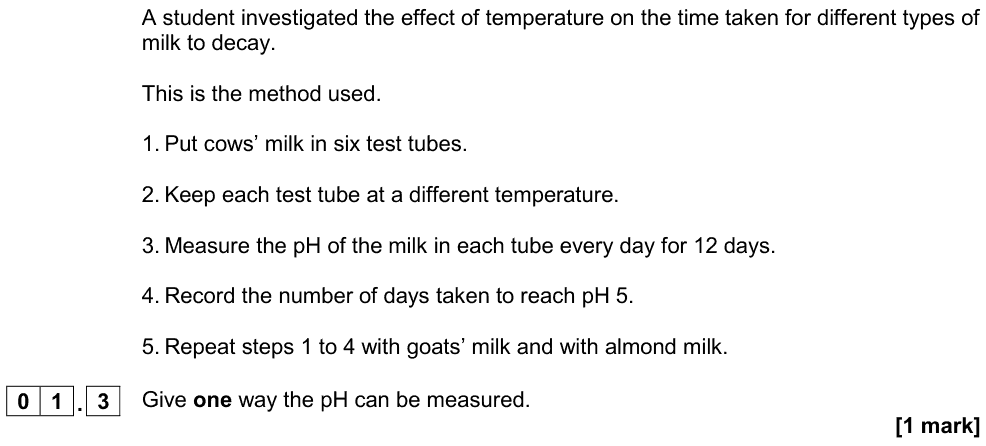 A student investigated the effect of temperature on the time taken for different types of
milk to decay.
This is the method used.
1. Put cows’ milk in six test tubes.
2. Keep each test tube at a different temperature.
3. Measure the pH of the milk in each tube every day for 12 days.
4. Record the number of days taken to reach pH 5.
5. Repeat steps 1 to 4 with goats’ milk and with almond milk.
0 1 . 3 Give one way the pH can be measured.
[1 mark]